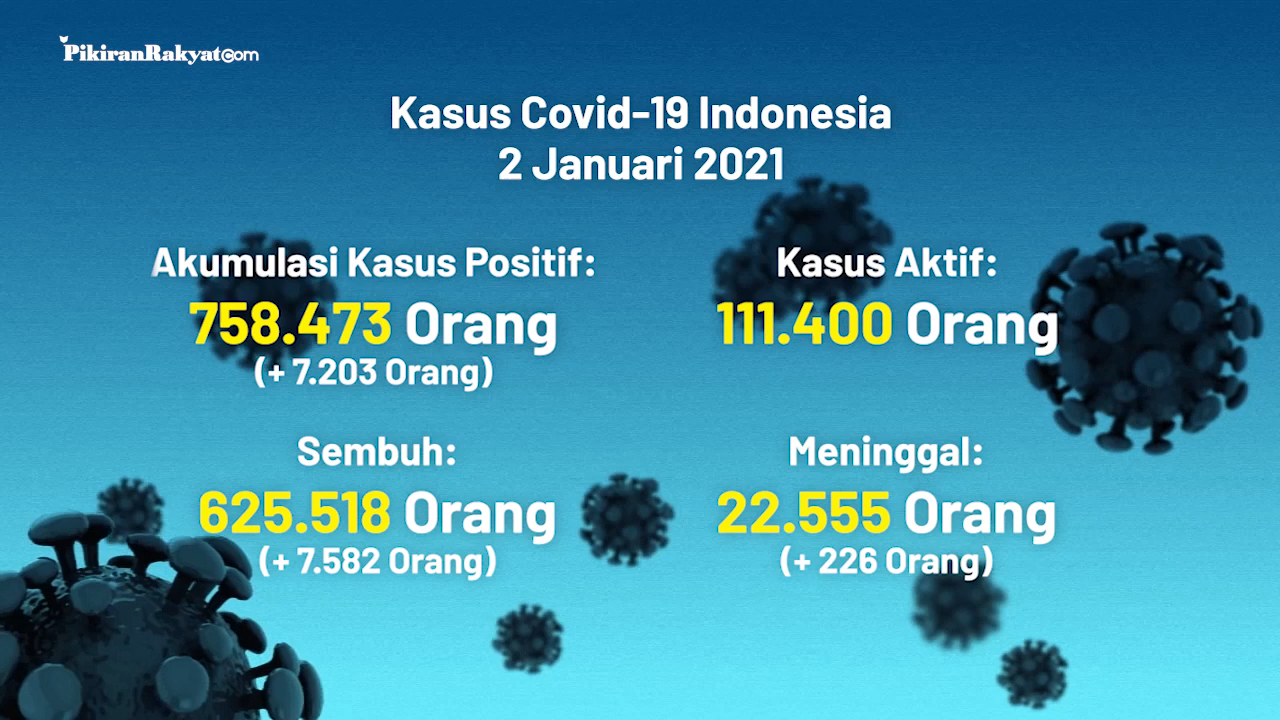 PikiranRakyat.com
Kasus Covid-19 Indonesia
2 Januari 2021
Akumulasi Kasus Positif:
758.473 Orang
(+ 7.203 Orang)
Kasus Aktif:
111.400 Orang
Sembuh:
625.518 Orang
(+ 7.582 Orang)
Meninggal:
22.555 Orang
(+ 226 Orang)